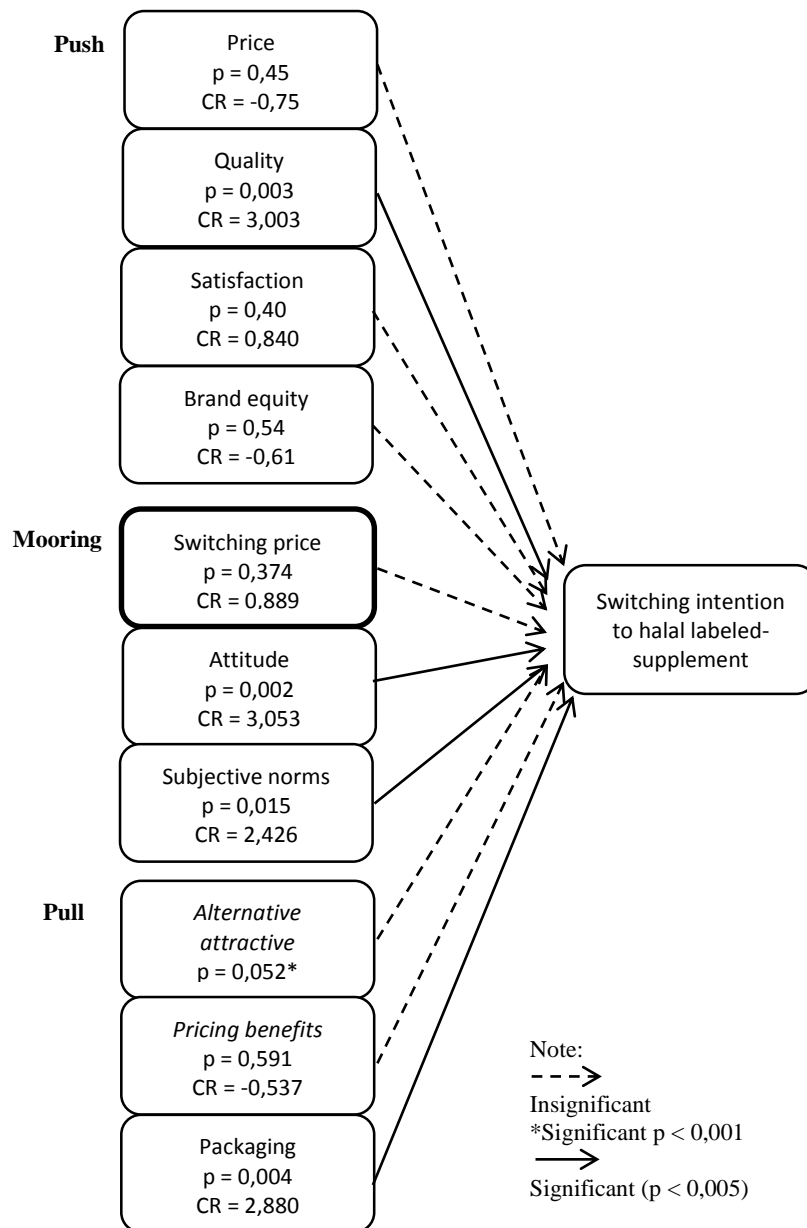 Push
Price
p = 0,45
CR = -0,75
Quality
p = 0,003
CR = 3,003
Satisfaction
p = 0,40
CR = 0,840
Brand equity
p = 0,54
CR = -0,61
Mooring
Switching price
p = 0,374
CR = 0,889
Attitude
p = 0,002
CR = 3,053
Subjective norms
p = 0,015
CR = 2,426
Pull
Alternative
attractive
p = 0,052*
Pricing benefits
p = 0,591
CR = -0,537
Packaging
p = 0,004
CR = 2,880
Switching intention
to halal labeled-
supplement
Note:
Insignificant
*Significant p < 0,001
Significant (p < 0,005)